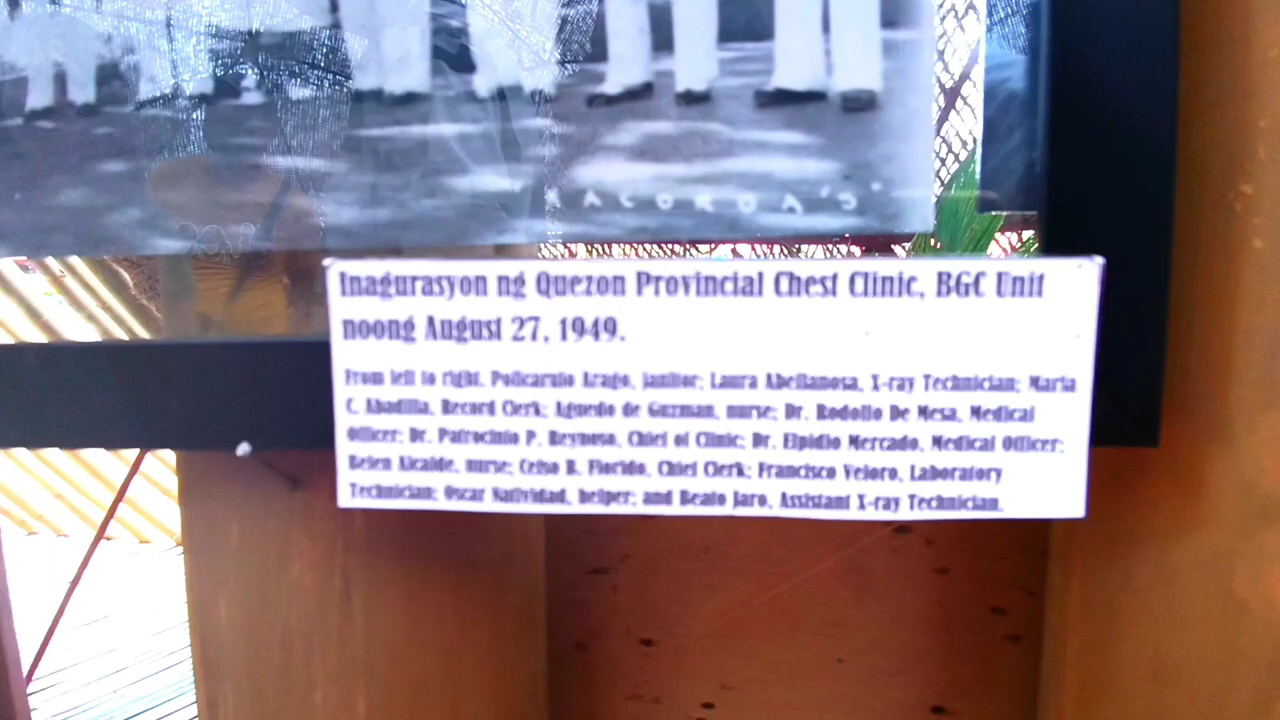 RACORDA'S
Inagurasyon ng Quezon Provincial Chest Clinic, BGC Unit
noong August 27, 1949.
From left to right, Policarpio Arago, janitor; Laura Abellanosa, X-ray Technician; Maria
C. Abadilla, Record Clerk; Aguedo de Guzman, nurse; Dr. Rodolfo De Mesa, Medical
Officer; Dr. Patrocinio P. Reynoso, Chief of Clinic; Dr. Elpidio Mercado, Medical Officer;
Belen Alcalde, nurse; Celso B. Florido, Chief Clerk; Francisco Veloro, Laboratory
Technician; Oscar Natividad, helper; and Beato Jaro, Assistant X-ray Technician.